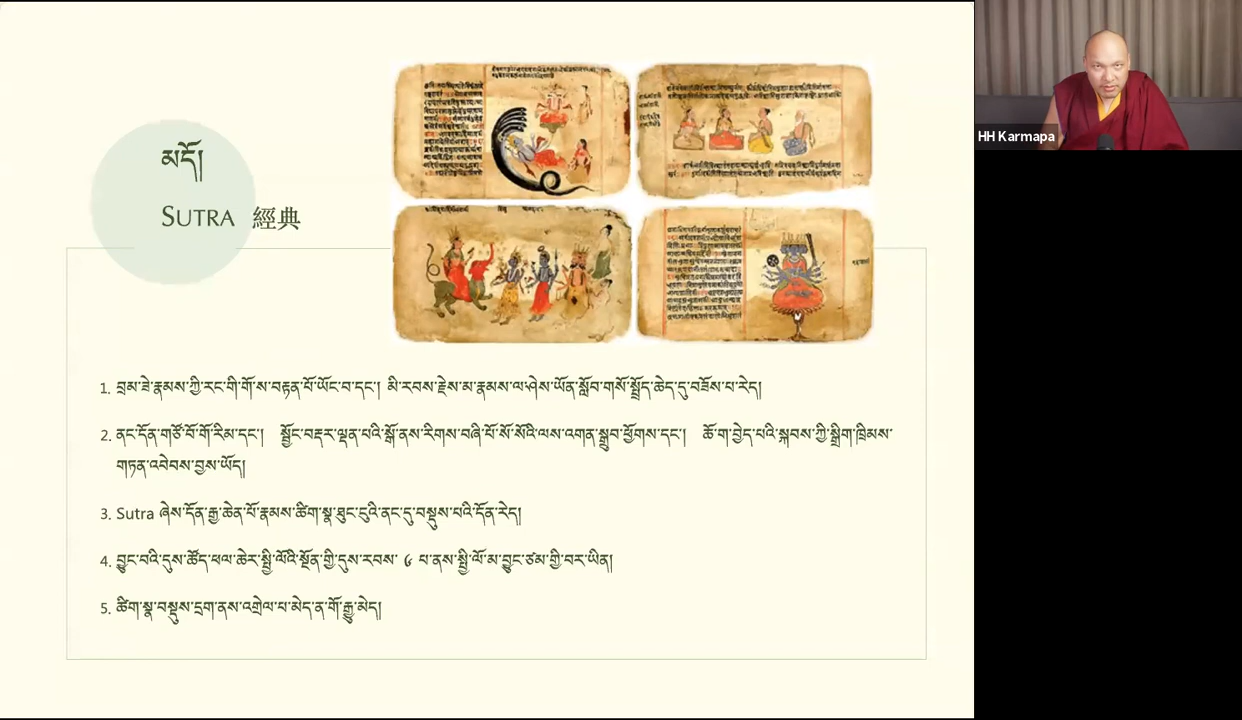 མདོ།
SUTRA 經典
HH Karmapa
1. བྲམ་ཟེ་རྣམས་ཀྱི་རང་གི་གོ་ས་བརྟན་པོ་ཡོང་བ་དང་། མི་རབས་རྗེས་མ་རྣམས་ལ་ཤེས་ཡོན་སློབ་གསོ་སྤྲོད་ཆེད་དུ་བཟོས་པ་རེད།
2. ནང་དོན་གཙོ་བོ་གོ་རིམ་དང་། སྦྱོང་བརྡར་ལྡན་པའི་སྒོ་ནས་རིགས་བཞི་པོ་སོ་སོའི་ལས་འགན་སྒྲུབ་ཕྱོགས་དང་། ཆོ་ག་བྱེད་པའི་སྐབས་ཀྱི་སྒྲིག་ཁྲིམས་
གཏན་འབེབས་བྱས་ཡོད།
3. Sutra ཞེས་དོན་རྒྱ་ཆེན་པོ་རྣམས་ཚིག་སྣ་ཐུང་ངུའི་ནང་དུ་བསྡུས་པའི་དོན་རེད།
4. བྱུང་བའི་དུས་ཚོད་ཕལ་ཆེར་སྤྱི་ལོའི་སྔོན་གྱི་དུས་རབས་ ༦ པ་ནས་སྤྱི་ལོ་མ་བྱུང་ཙམ་གྱི་བར་ཡིན།
5. ཚིག་སྣ་བསྡུས་དྲག་ནས་འགྲེལ་པ་མེད་ན་གོ་རྒྱུ་མེད།